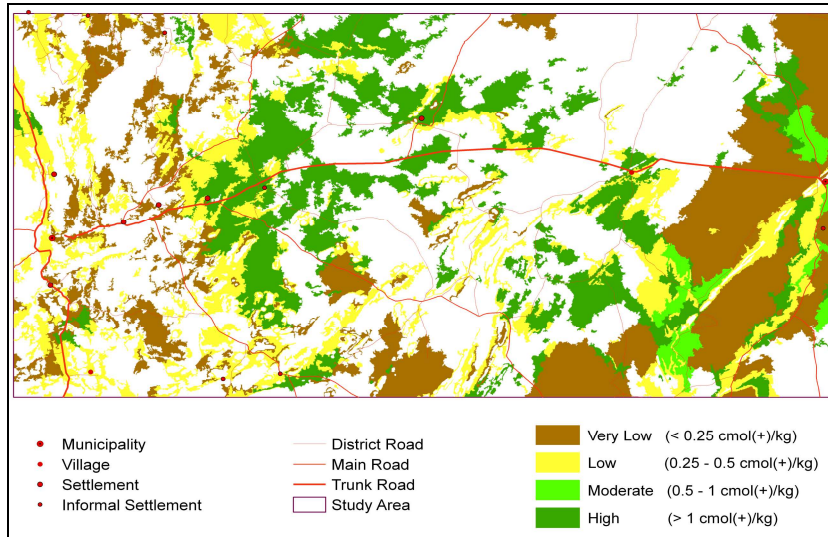 Municipality
Village
Settlement
Informal Settlement
District Road
Main Road
Trunk Road
Study Area
Very Low (< 0.25 cmol(+)/kg)
Low (0.25 - 0.5 cmol(+)/kg)
Moderate (0.5 - 1 cmol(+)/kg)
High (> 1 cmol(+)/kg)